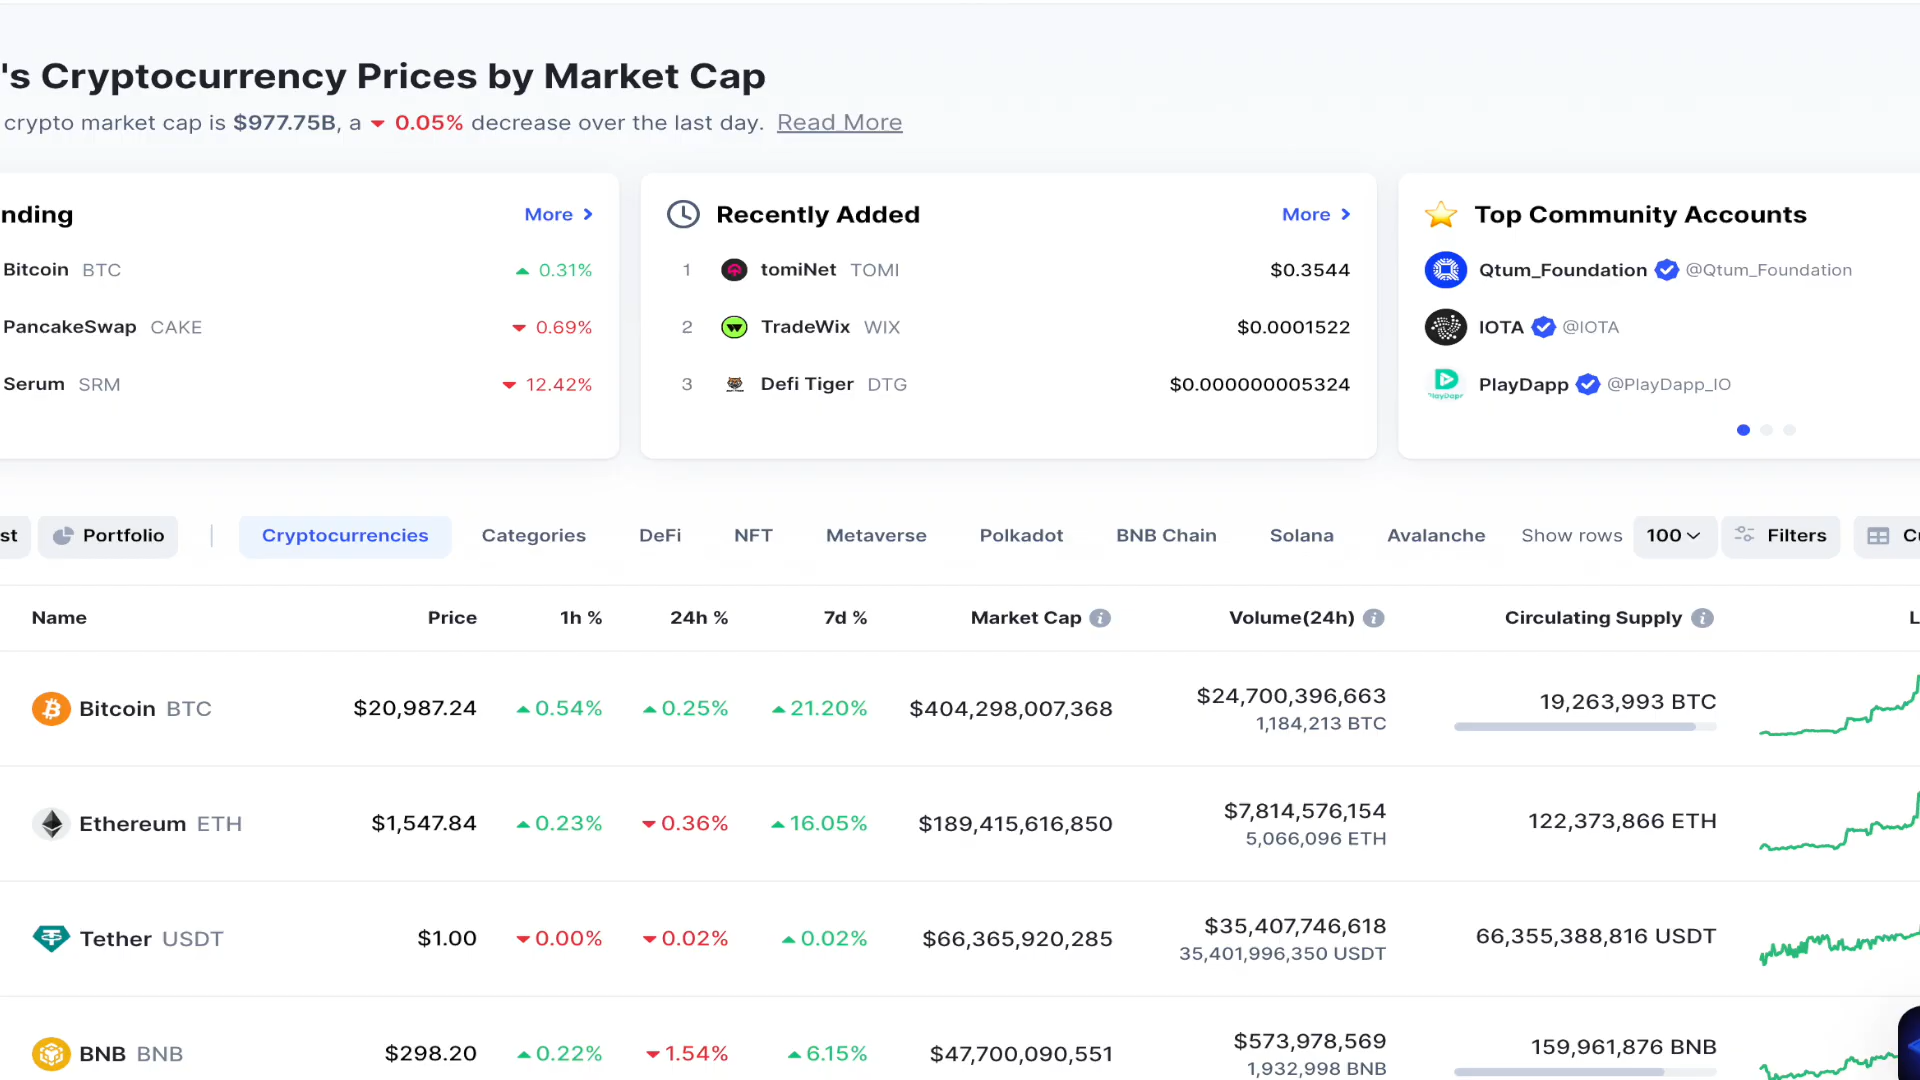 's Cryptocurrency Prices by Market Cap
crypto market cap is $977.75B, a 0.05% decrease over the last day. Read More
nding More
Bitcoin BTC 0.31%
PancakeSwap CAKE 0.69%
Serum SRM 12.42%
Recently Added More
1 tomiNet TOMI $0.3544
2 TradeWix WIX $0.0001522
3 Defi Tiger DTG $0.000000005324
Top Community Accounts
Qtum_Foundation @Qtum_Foundation
IOTA @IOTA
PlayDapp @PlayDapp_IO
st Portfolio Cryptocurrencies Categories DeFi NFT Metaverse Polkadot BNB Chain Solana Avalanche Show rows 100 Filters Cu
Name Price 1h % 24h % 7d % Market Cap Volume(24h) Circulating Supply L
Bitcoin BTC $20,987.24 0.54% 0.25% 21.20% $404,298,007,368 $24,700,396,663 19,263,993 BTC
1,184,213 BTC
Ethereum ETH $1,547.84 0.23% 0.36% 16.05% $189,415,616,850 $7,814,576,154 122,373,866 ETH
5,066,096 ETH
Tether USDT $1.00 0.00% 0.02% 0.02% $66,365,920,285 $35,407,746,618 66,355,388,816 USDT
35,401,996,350 USDT
BNB BNB $298.20 0.22% 1.54% 6.15% $47,700,090,551 $573,978,569 159,961,876 BNB
1,932,998 BNB